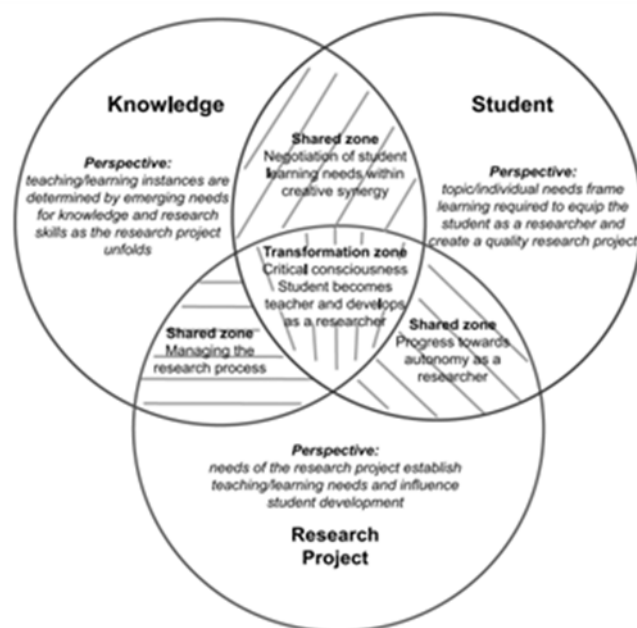 Knowledge
Perspective:
teaching/learning instances are
determined by emerging needs
for knowledge and research
skills as the research project
unfolds
Shared zone
Negotiation of student
learning needs within
creative synergy
Student
Perspective:
topic/individual needs frame
learning required to equip the
student as a researcher and
create a quality research project
Transformation zone
Critical consciousness
Student becomes
teacher and develops
as a researcher
Shared zone
Managing the
research process
Shared zone
Progress towards
autonomy as a
researcher
Perspective:
needs of the research project establish
teaching/learning needs and influence
student development
Research
Project